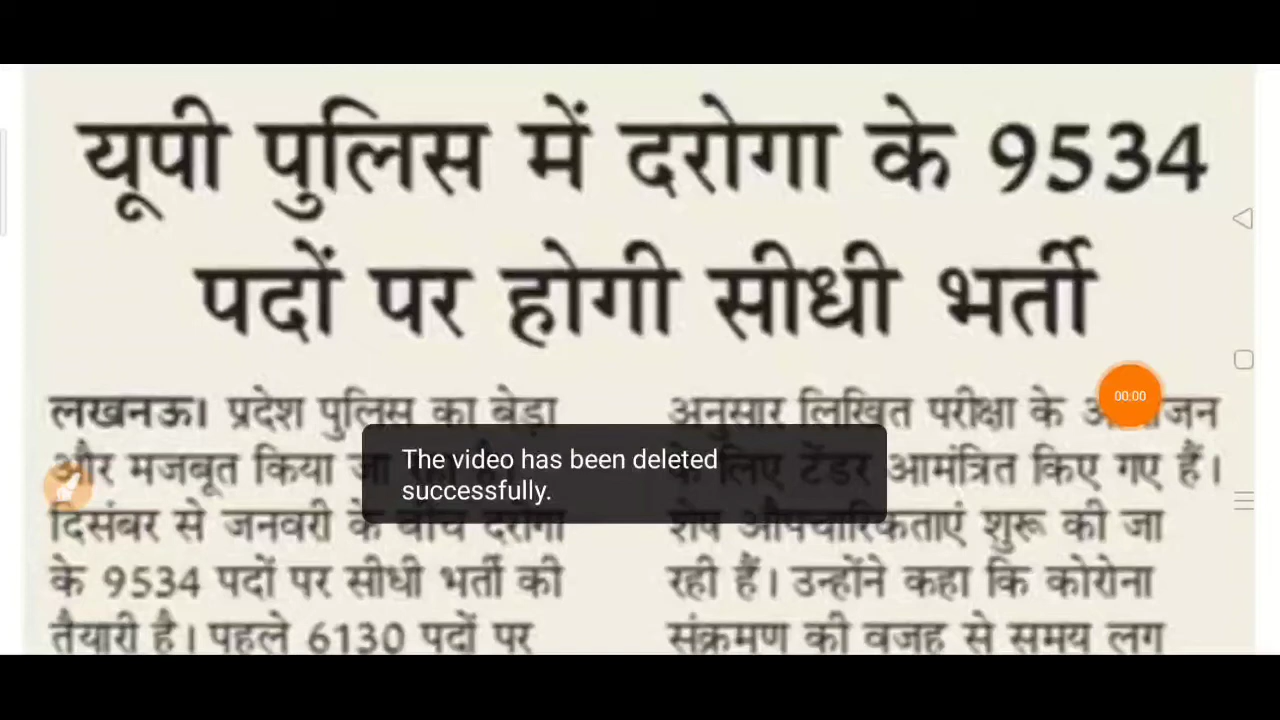 यूपी पुलिस में दरोगा के 9534
पदों पर होगी सीधी भर्ती
लखनऊ। प्रदेश पुलिस का बेड़ा
और मजबूत किया
दिसंबर से जनवरी के बीच दरोगा
के 9534 पदों पर सीधी भर्ती की
तैयारी है। पहले 6130 पदों पर
अनुसार लिखित परीक्षा के
के लिए टेंडर आमंत्रित किए गए हैं।
शेष औपचारिकताएं शुरू की जा
रही हैं। उन्होंने कहा कि कोरोना
संक्रमण की वजह से समय लग
The video has been deleted
successfully.
00:00